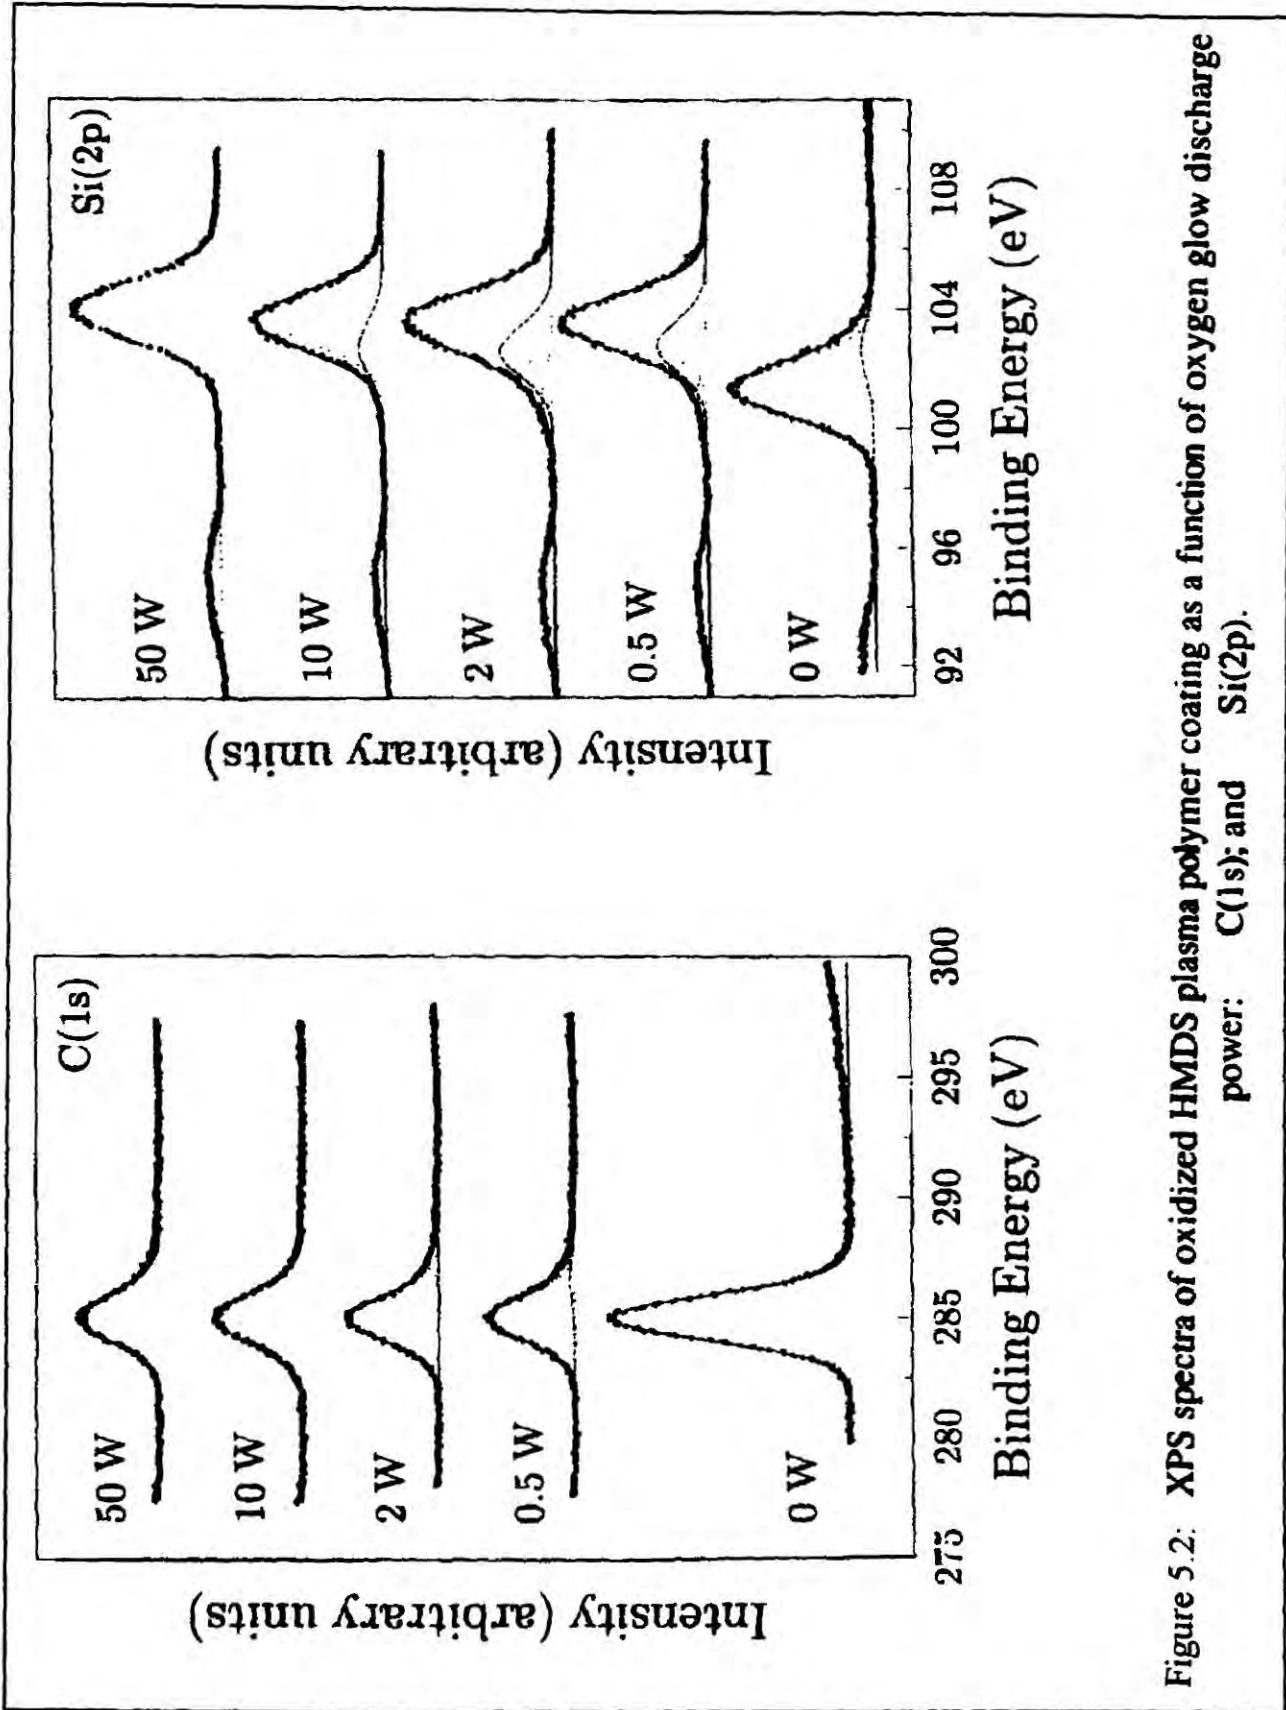 C(1s)
50 W
10 W
2 W
0.5 W
0 W
275 280 285 290 295 300
Binding Energy (eV)
Intensity (arbitrary units)
Si(2p)
50 W
10 W
2 W
0.5 W
0 W
92 96 100 104 108
Binding Energy (eV)
Intensity (arbitrary units)
Figure 5.2: XPS spectra of oxidized HMDS plasma polymer coating as a function of oxygen glow discharge
power: C(1s); and Si(2p).